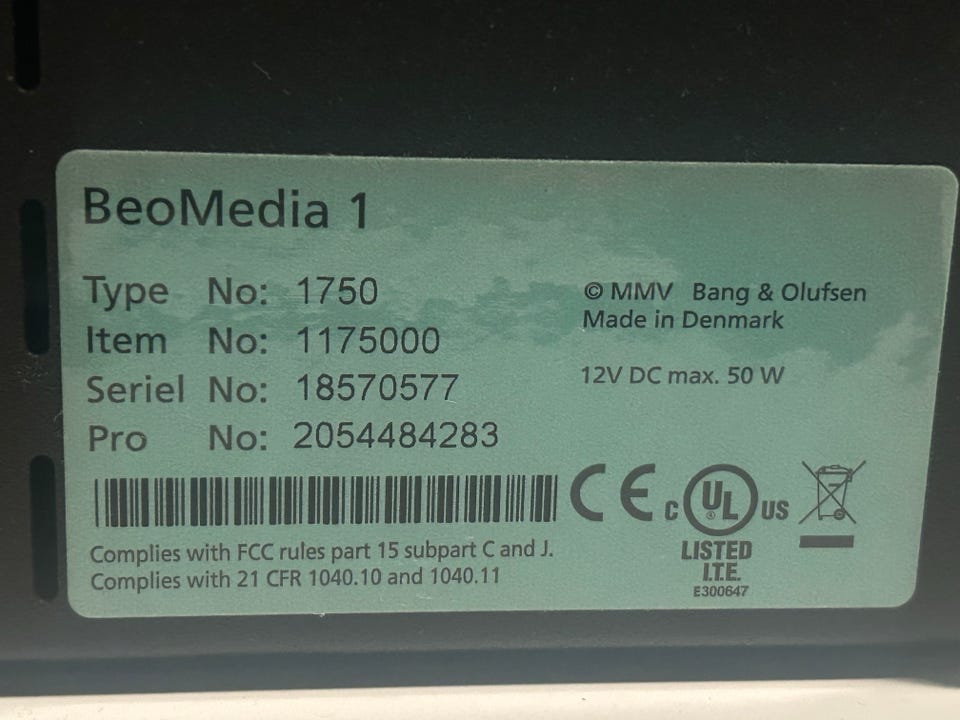 BeoMedia 1
Type No: 1750
Item No: 1175000
Seriel No: 18570577
Pro No: 2054484283
© MMV Bang & Olufsen
Made in Denmark
12V DC max. 50 W
Complies with FCC rules part 15 subpart C and J.
Complies with 21 CFR 1040.10 and 1040.11
CE
C UL ® US
LISTED
I.T.E.
E300647